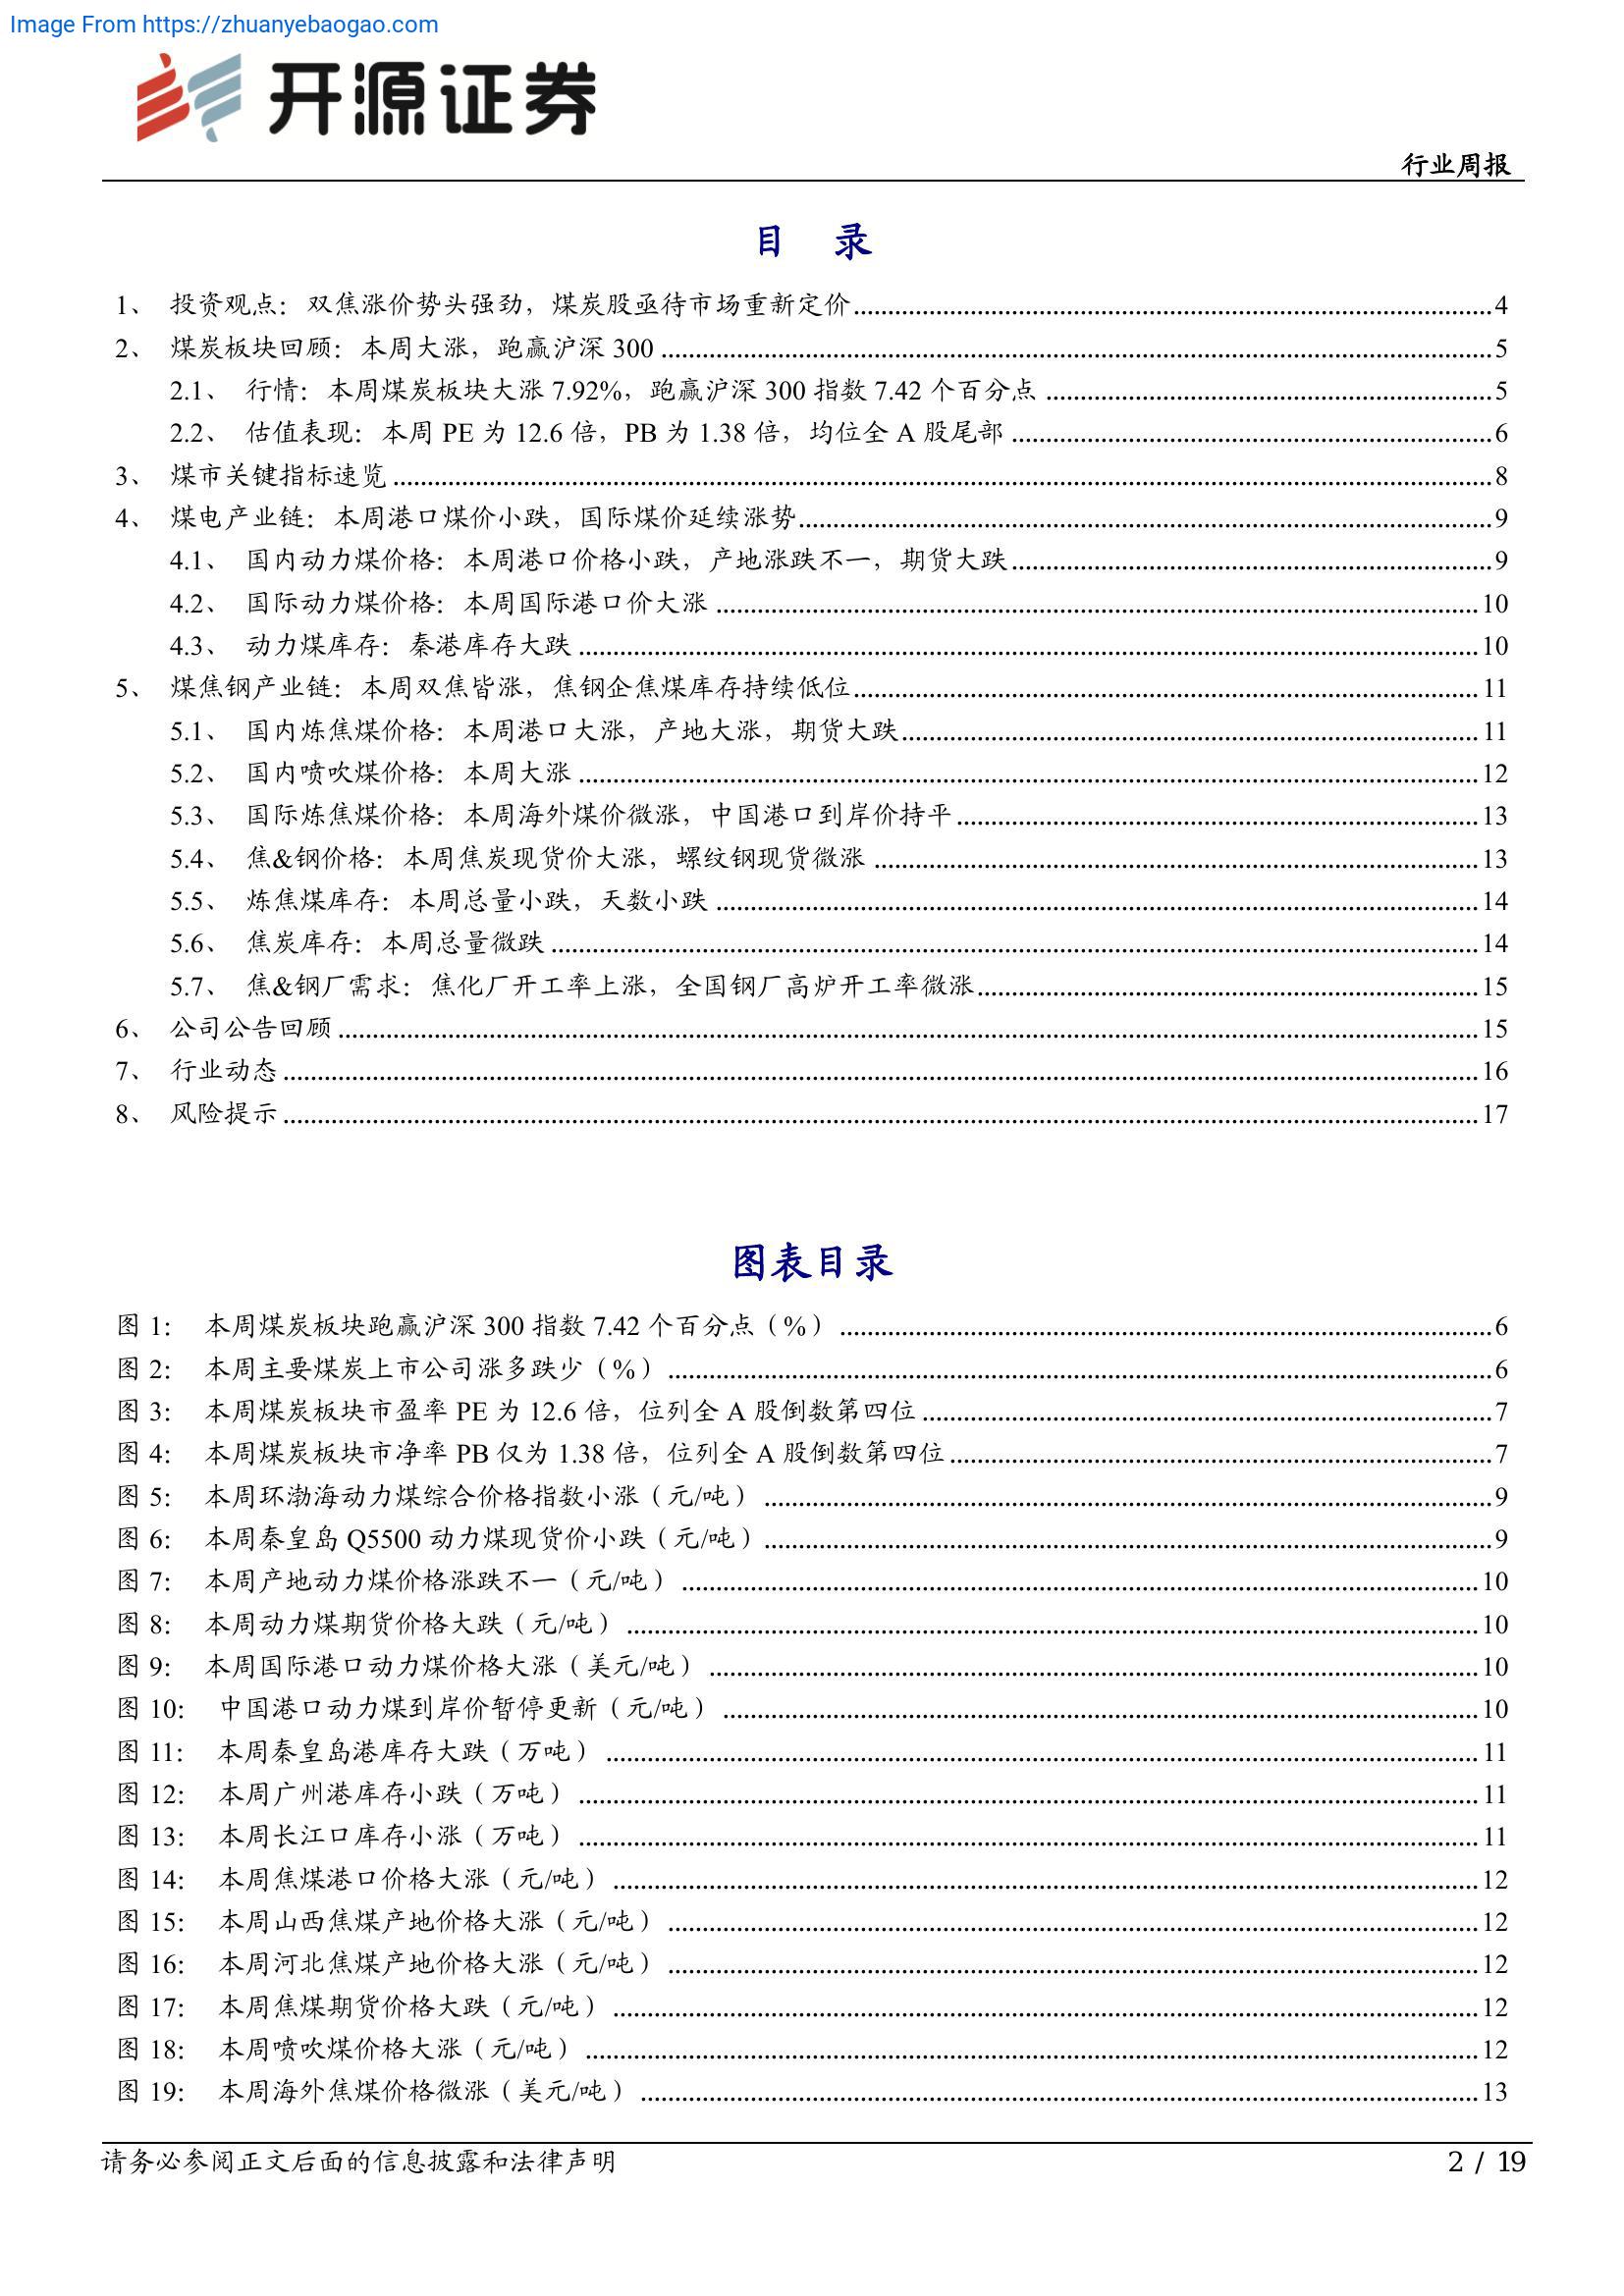 Image From https://zhuanyebaogao.com
开源证券
行业周报
目 录
1、 投资观点：双焦涨价势头强劲，煤炭股亟待市场重新定价....4
2、 煤炭板块回顾：本周大涨，跑赢沪深 300....5
2.1、 行情：本周煤炭板块大涨 7.92%，跑赢沪深 300 指数 7.42 个百分点....5
2.2、 估值表现：本周 PE 为 12.6 倍，PB 为 1.38 倍，均位全 A 股尾部....6
3、 煤市关键指标速览....8
4、 煤电产业链：本周港口煤价小跌，国际煤价延续涨势....9
4.1、 国内动力煤价格：本周港口价格小跌，产地涨跌不一，期货大跌....9
4.2、 国际动力煤价格：本周国际港口价大涨....10
4.3、 动力煤库存：秦港库存大跌....10
5、 煤焦钢产业链：本周双焦皆涨，焦钢企焦煤库存持续低位....11
5.1、 国内炼焦煤价格：本周港口大涨，产地大涨，期货大跌....11
5.2、 国内喷吹煤价格：本周大涨....12
5.3、 国际炼焦煤价格：本周海外煤价微涨，中国港口到岸价持平....13
5.4、 焦&钢价格：本周焦炭现货价大涨，螺纹钢现货微涨....13
5.5、 炼焦煤库存：本周总量小跌，天数小跌....14
5.6、 焦炭库存：本周总量微跌....14
5.7、 焦&钢厂需求：焦化厂开工率上涨，全国钢厂高炉开工率微涨....15
6、 公司公告回顾....15
7、 行业动态....16
8、 风险提示....17
图表目录
图 1： 本周煤炭板块跑赢沪深 300 指数 7.42 个百分点（%）....6
图 2： 本周主要煤炭上市公司涨多跌少（%）....6
图 3： 本周煤炭板块市盈率 PE 为 12.6 倍，位列全 A 股倒数第四位....7
图 4： 本周煤炭板块市净率 PB 仅为 1.38 倍，位列全 A 股倒数第四位....7
图 5： 本周环渤海动力煤综合价格指数小涨（元/吨）....9
图 6： 本周秦皇岛 Q5500 动力煤现货价小跌（元/吨）....9
图 7： 本周产地动力煤价格涨跌不一（元/吨）....10
图 8： 本周动力煤期货价格大跌（元/吨）....10
图 9： 本周国际港口动力煤价格大涨（美元/吨）....10
图 10： 中国港口动力煤到岸价暂停更新（元/吨）....10
图 11： 本周秦皇岛港库存大跌（万吨）....11
图 12： 本周广州港库存小跌（万吨）....11
图 13： 本周长江口库存小涨（万吨）....11
图 14： 本周焦煤港口价格大涨（元/吨）....12
图 15： 本周山西焦煤产地价格大涨（元/吨）....12
图 16： 本周河北焦煤产地价格大涨（元/吨）....12
图 17： 本周焦煤期货价格大跌（元/吨）....12
图 18： 本周喷吹煤价格大涨（元/吨）....12
图 19： 本周海外焦煤价格微涨（美元/吨）....13
请务必参阅正文后面的信息披露和法律声明
2 / 19